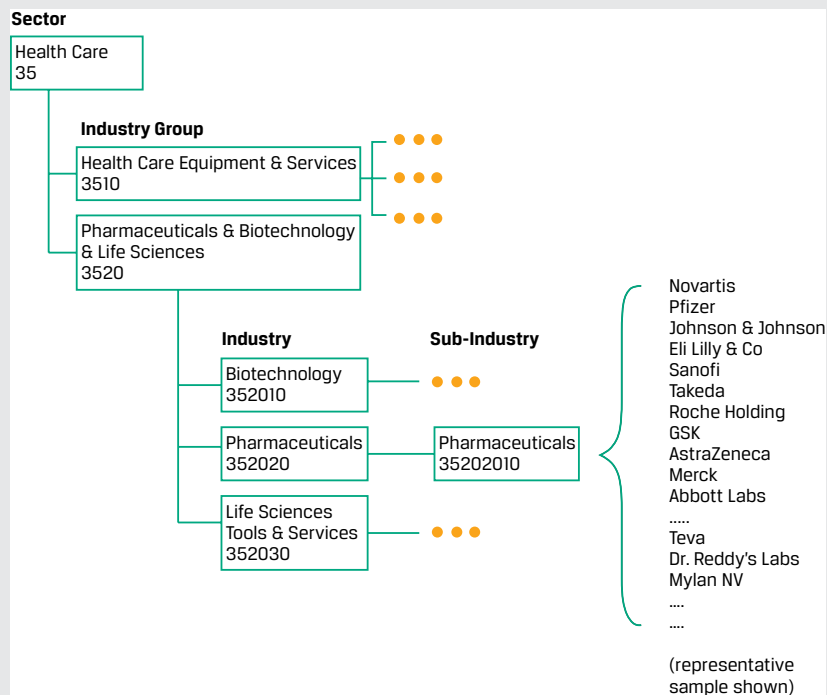 Sector
Health Care
35
Industry Group
Health Care Equipment & Services
3510
Pharmaceuticals & Biotechnology
& Life Sciences
3520
Industry
Sub-Industry
Biotechnology
352010
Pharmaceuticals
352020
Pharmaceuticals
35202010
Life Sciences
Tools & Services
352030
Novartis
Pfizer
Johnson & Johnson
Eli Lilly & Co
Sanofi
Takeda
Roche Holding
GSK
AstraZeneca
Merck
Abbott Labs
.....
Teva
Dr. Reddy's Labs
Mylan NV
....
....
(representative
sample shown)